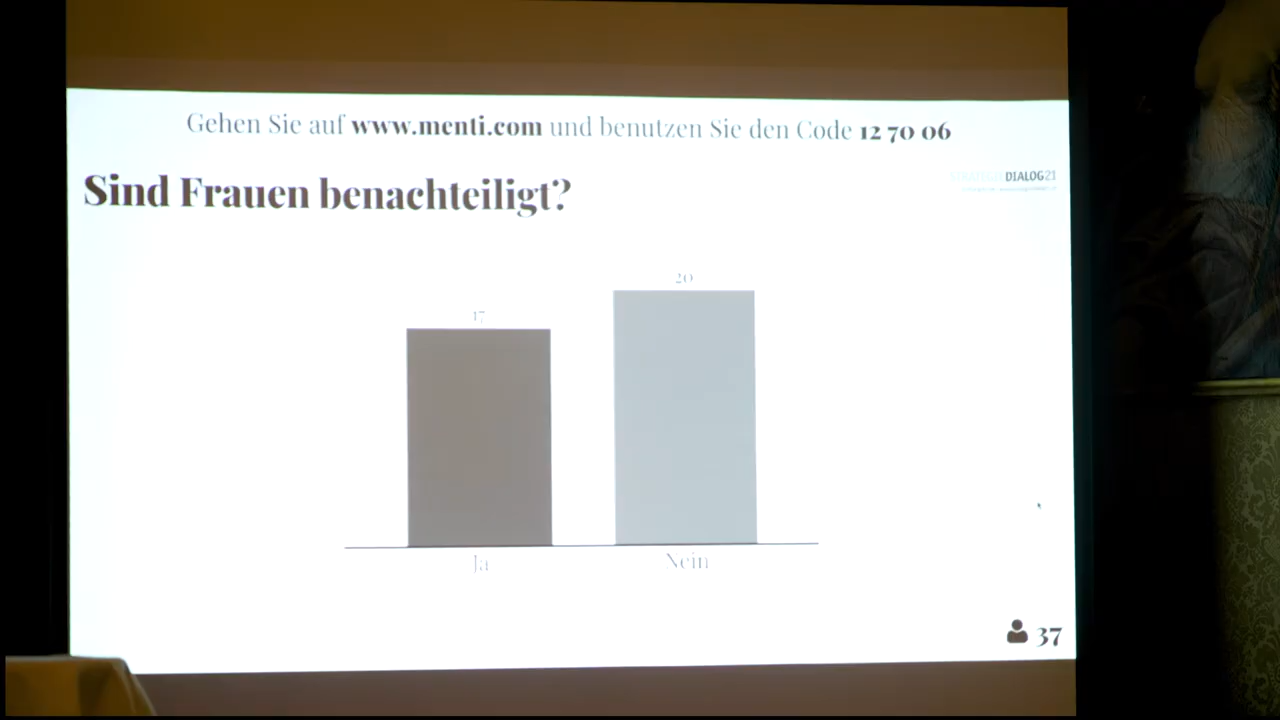 Gehen Sie auf www.menti.com und benutzen Sie den Code 12 70 06
Sind Frauen benachteiligt?
STRATEGIEDIALOG21
17
20
Ja
Nein
37